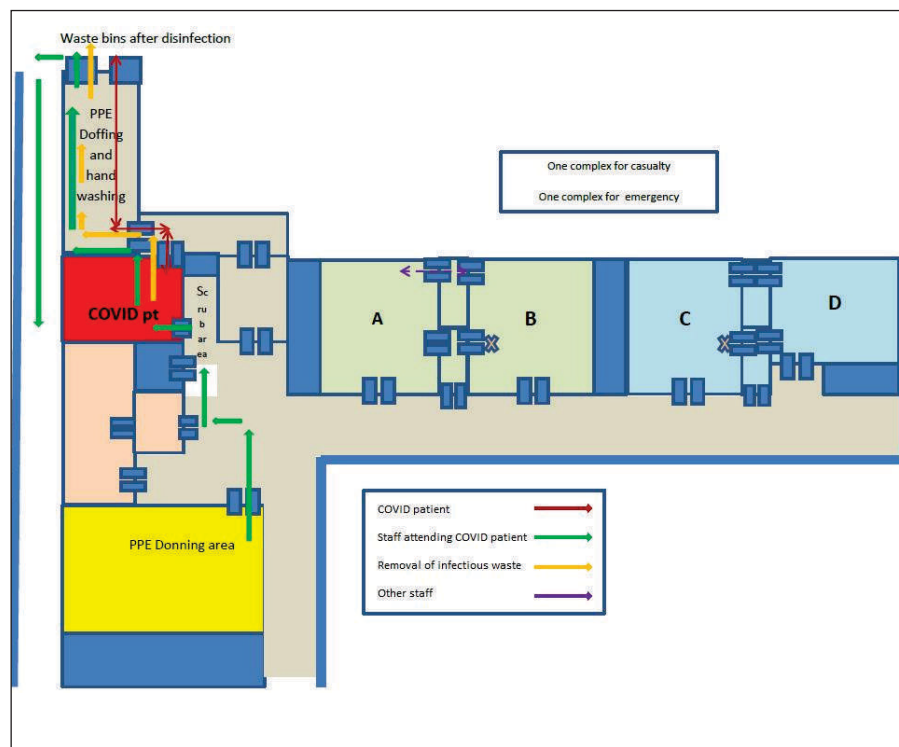 Waste bins after disinfection
PPE
Doffing
and
hand
washing
One complex for casualty
One complex for emergency
COVID pt
Sc
r u
b
ar
ea
A
B
C
D
PPE Donning area
COVID patient
Staff attending COVID patient
Removal of infectious waste
Other staff